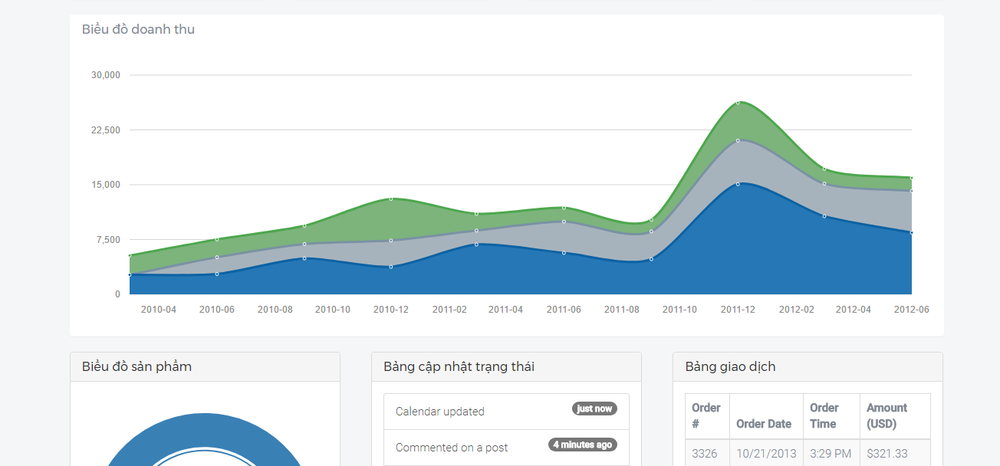 Biểu đồ doanh thu
30,000
22,500
15,000
7,500
0
2010-04 2010-06 2010-08 2010-10 2010-12 2011-02 2011-04 2011-06 2011-08 2011-10 2011-12 2012-02 2012-04 2012-06
Biểu đồ sản phẩm
Bảng cập nhật trạng thái
Calendar updated just now
Commented on a post 4 minutes ago
Bảng giao dịch
Order # Order Date Order Time Amount (USD)
3326 10/21/2013 3:29 PM $321.33